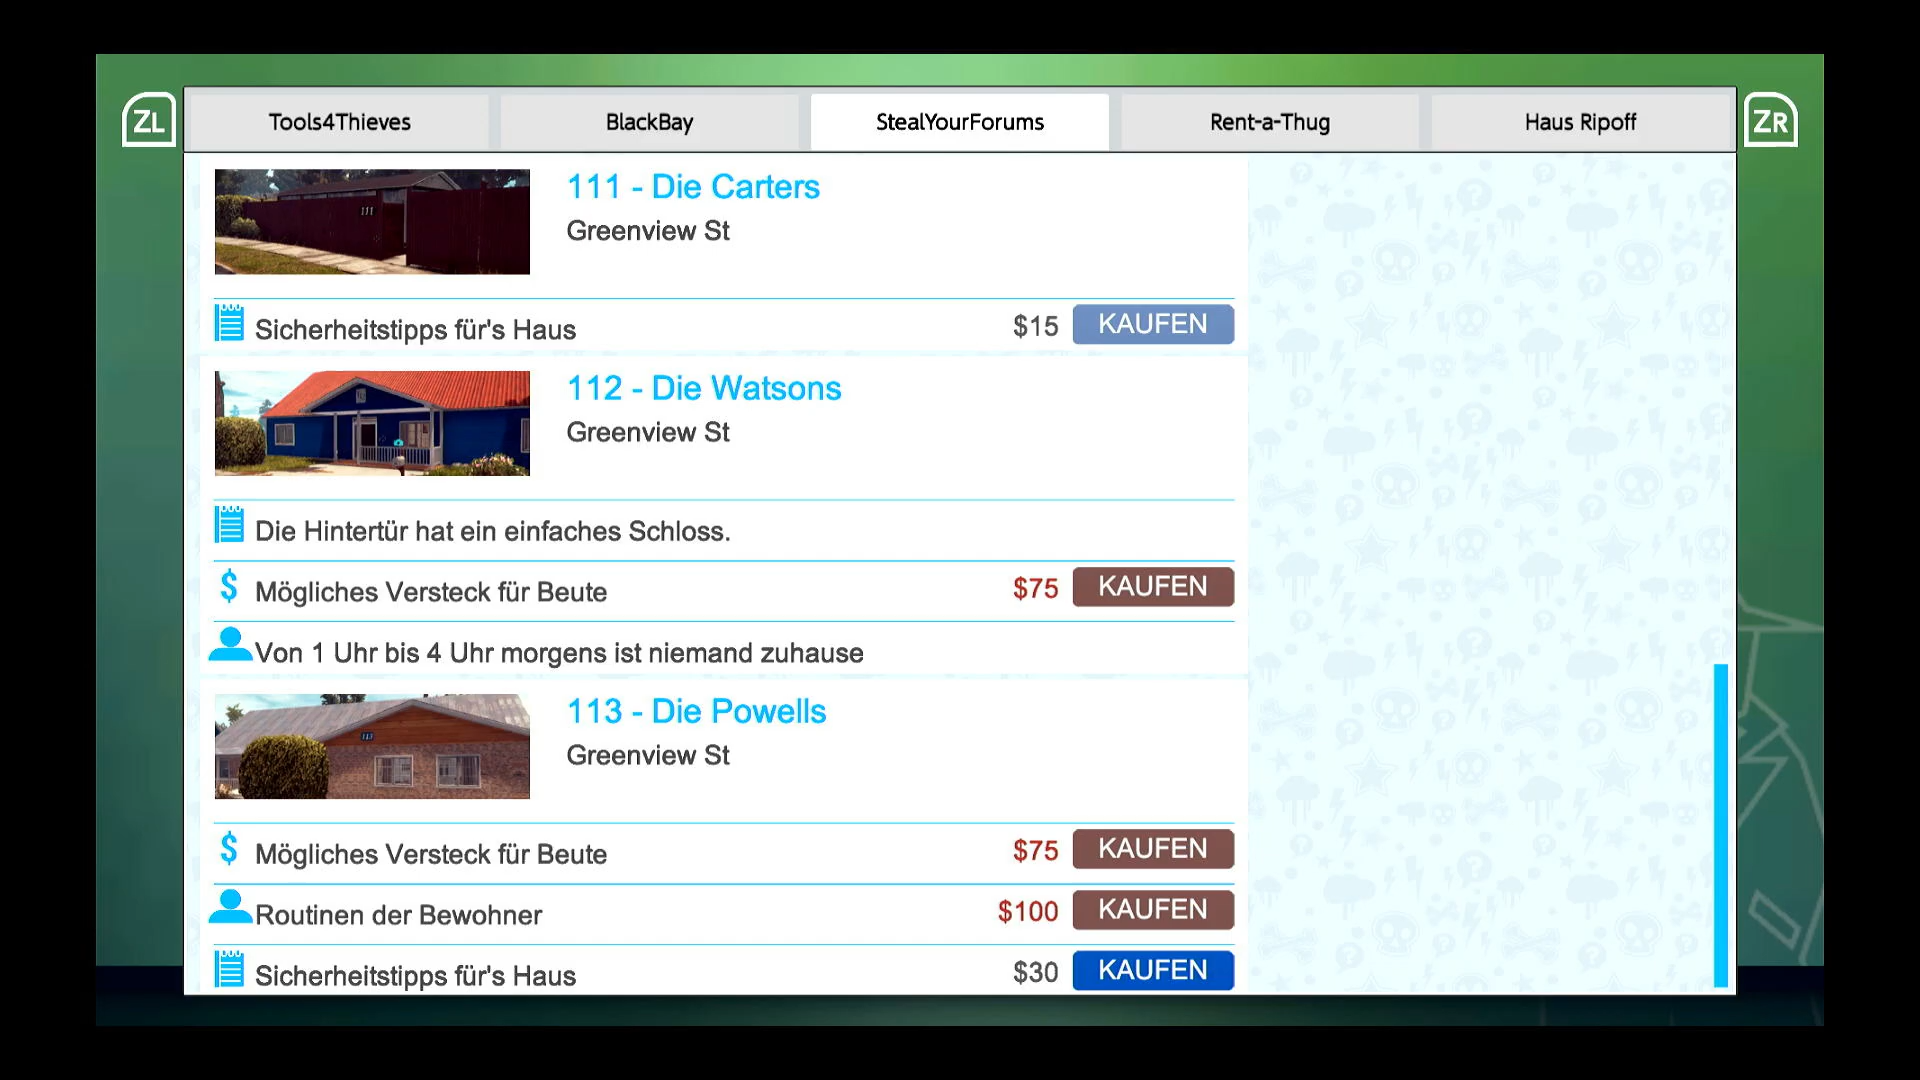 ZL
Tools4Thieves
BlackBay
StealYourForums
Rent-a-Thug
Haus Ripoff
ZR
111
111 - Die Carters
Greenview St
Sicherheitstipps für's Haus
$15
KAUFEN
112 - Die Watsons
Greenview St
Die Hintertür hat ein einfaches Schloss.
$ Mögliches Versteck für Beute
$75
KAUFEN
Von 1 Uhr bis 4 Uhr morgens ist niemand zuhause
113
113 - Die Powells
Greenview St
$ Mögliches Versteck für Beute
$75
KAUFEN
Routinen der Bewohner
$100
KAUFEN
Sicherheitstipps für's Haus
$30
KAUFEN